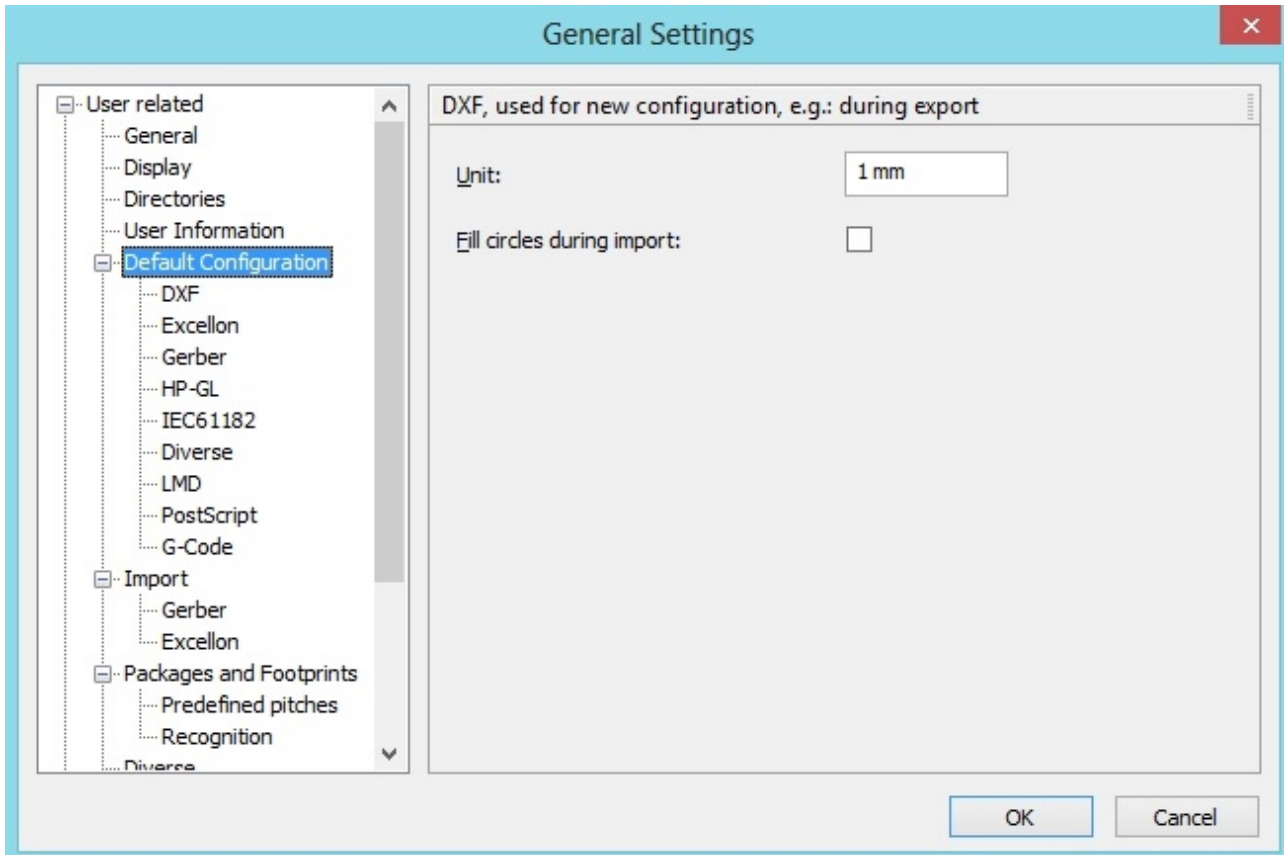 General Settings
User related
General
Display
Directories
User Information
Default Configuration
DXF
Excellon
Gerber
HP-GL
IEC61182
Diverse
LMD
PostScript
G-Code
Import
Gerber
Excellon
Packages and Footprints
Predefined pitches
Recognition
Diverse
DXF, used for new configuration, e.g.: during export
Unit: 1 mm
Fill circles during import:
OK Cancel